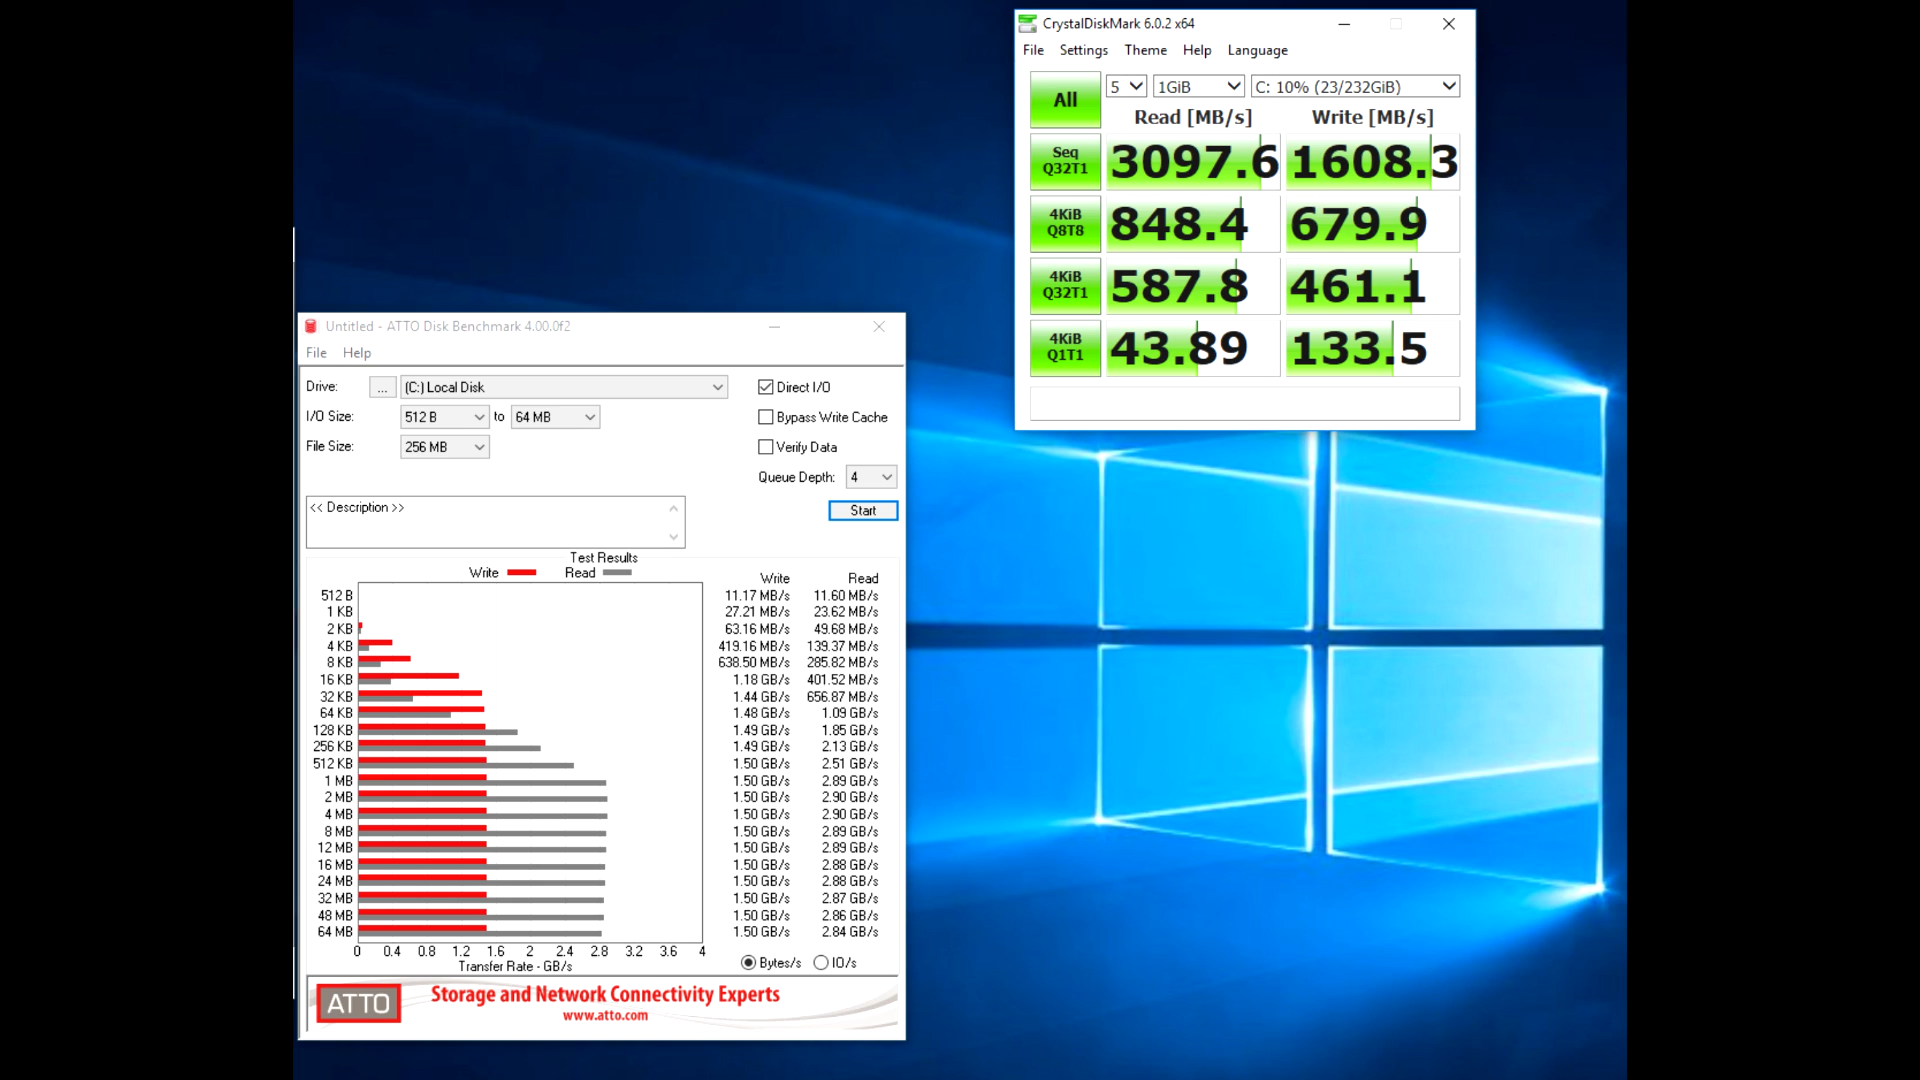 CrystalDiskMark 6.0.2 x64
File Settings Theme Help Language
All 5 1GiB C: 10% (23/232GiB)
Read [MB/s] Write [MB/s]
Seq Q32T1 3097.6 1608.3
4KiB Q8T8 848.4 679.9
4KiB Q32T1 587.8 461.1
4KiB Q1T1 43.89 133.5
Untitled - ATTO Disk Benchmark 4.00.0f2
File Help
Drive: ... (C:) Local Disk Direct I/O
I/O Size: 512 B to 64 MB Bypass Write Cache
File Size: 256 MB Verify Data
Queue Depth: 4
<< Description >> Start
Test Results
Write Read
Write Read
512 B 11.17 MB/s 11.60 MB/s
1 KB 27.21 MB/s 23.62 MB/s
2 KB 63.16 MB/s 49.68 MB/s
4 KB 419.16 MB/s 139.37 MB/s
8 KB 638.50 MB/s 285.82 MB/s
16 KB 1.18 GB/s 401.52 MB/s
32 KB 1.44 GB/s 656.87 MB/s
64 KB 1.48 GB/s 1.09 GB/s
128 KB 1.49 GB/s 1.85 GB/s
256 KB 1.49 GB/s 2.13 GB/s
512 KB 1.50 GB/s 2.51 GB/s
1 MB 1.50 GB/s 2.89 GB/s
2 MB 1.50 GB/s 2.90 GB/s
4 MB 1.50 GB/s 2.90 GB/s
8 MB 1.50 GB/s 2.89 GB/s
12 MB 1.50 GB/s 2.89 GB/s
16 MB 1.50 GB/s 2.88 GB/s
24 MB 1.50 GB/s 2.88 GB/s
32 MB 1.50 GB/s 2.87 GB/s
48 MB 1.50 GB/s 2.86 GB/s
64 MB 1.50 GB/s 2.84 GB/s
0 0.4 0.8 1.2 1.6 2 2.4 2.8 3.2 3.6 4
Transfer Rate - GB/s
Bytes/s IO/s
ATTO
Storage and Network Connectivity Experts
www.atto.com